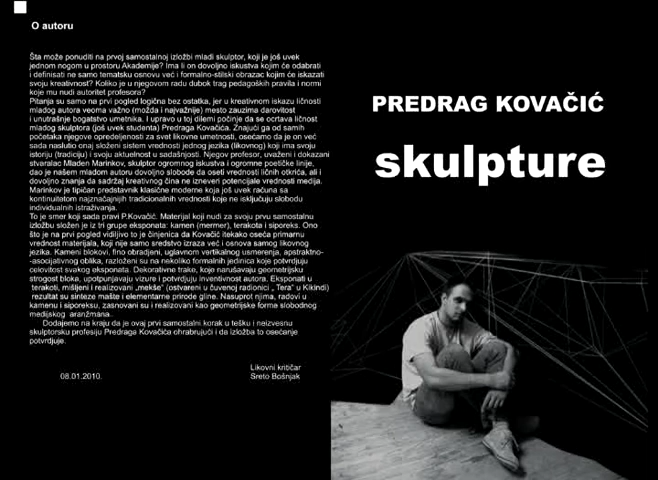 O autoru
Šta može ponuditi na prvoj samostalnoj izložbi mladi skulptor, koji je još uvek
jednom nogom u prostoru Akademije? Ima li on dovoljno iskustva kojim će odabrati
i definisati ne samo tematsku osnovu već i formalno-stilski obrazac kojim će iskazati
svoju kreativnost? Koliko je u njegovom radu dubok trag pedagoških pravila i normi
koje mu nudi autoritet profesora?
Pitanja su samo na prvi pogled logična bez ostatka, jer u kreativnom iskazu ličnosti
mladog autora veoma važno (možda i najvažnije) mesto zauzima darovitost
i unutrašnje bogatstvo umetnika. I upravo u toj dilemi počinje da se ocrtava ličnost
mladog skulptora (još uvek studenta) Predraga Kovačića. Znajući ga od samih
početaka njegove opredeljenosti za svet likovne umetnosti, osećamo da je on već
sada naslutio onaj složeni sistem vrednosti jednog jezika (likovnog) koji ima svoju
istoriju (tradiciju) i svoju aktuelnost u sadašnjosti. Njegov profesor, uvaženi i dokazani
stvaralac Mladen Marinkov, skulptor ogromnog iskustva i ogromne poetičke linije,
dao je našem mladom autoru dovoljno slobode da oseti vrednosti ličnih otkrića, ali i
dovoljno znanja da sadržaj kreativnog čina ne izneveri potencijale vrednosti medija.
Marinkov je tipičan predstavnik klasične moderne koja još uvek računa sa
kontinuitetom najznačajnijih tradicionalnih vrednosti koje ne isključuju slobodu
individualnih istraživanja.
To je smer koji sada pravi P.Kovačić. Materijal koji nudi za svoju prvu samostalnu
izložbu složen je iz tri grupe eksponata: kamen (mermer), terakota i siporeks. Ono
što je na prvi pogled vidljivo to je činjenica da Kovačić itekako oseća primarnu
vrednost materijala, koji nije samo sredstvo izraza već i osnova samog likovnog
jezika. Kameni blokovi, fino obradjeni, uglavnom vertikalnog usmerenja, apstraktno-
-asocijativnog oblika, razloženi su na nekoliko formalnih jedinica koje potvrdjuju
celovitost svakog eksponata. Dekorativne trake, koje narušavaju geometrijsku
strogost bloka, upotpunjavaju vizure i potvrdjuju inventivnost autora. Eksponati u
terakoti, mišljeni i realizovani „mekše" (ostvareni u čuvenoj radionici „ Tera" u Kikindi)
rezultat su sinteze mašte i elementarne prirode gline. Nasuprot njima, radovi u
kamenu i siporeksu, zasnovani su i realizovani kao geometrijske forme slobodnog
medijskog aranžmana.
Dodajemo na kraju da je ovaj prvi samostalni korak u tešku i neizvesnu
skulptorsku profesiju Predraga Kovačića ohrabrujući i da izložba to osećanje
potvrdjuje.
Likovni kritičar
08.01.2010. Sreto Bošnjak
PREDRAG KOVAČIĆ
skulpture